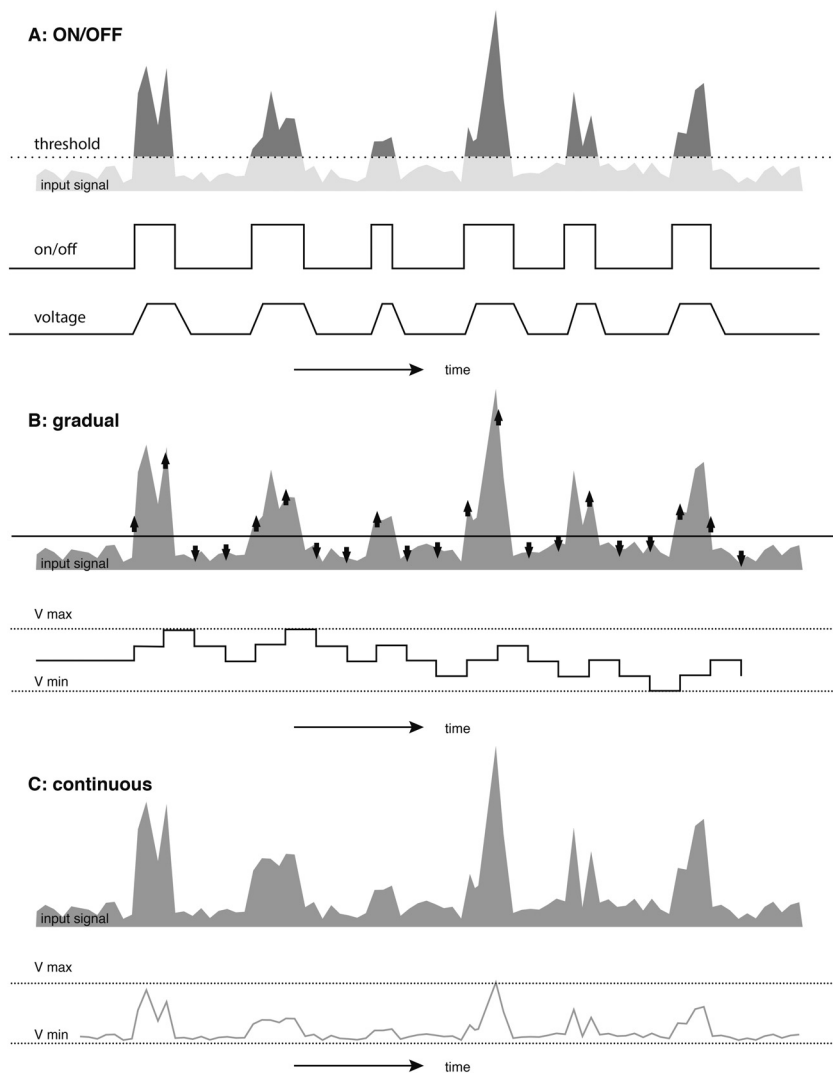 A: ON/OFF
threshold
input signal
on/off
voltage
time
B: gradual
input signal
V max
V min
time
C: continuous
input signal
V max
V min
time